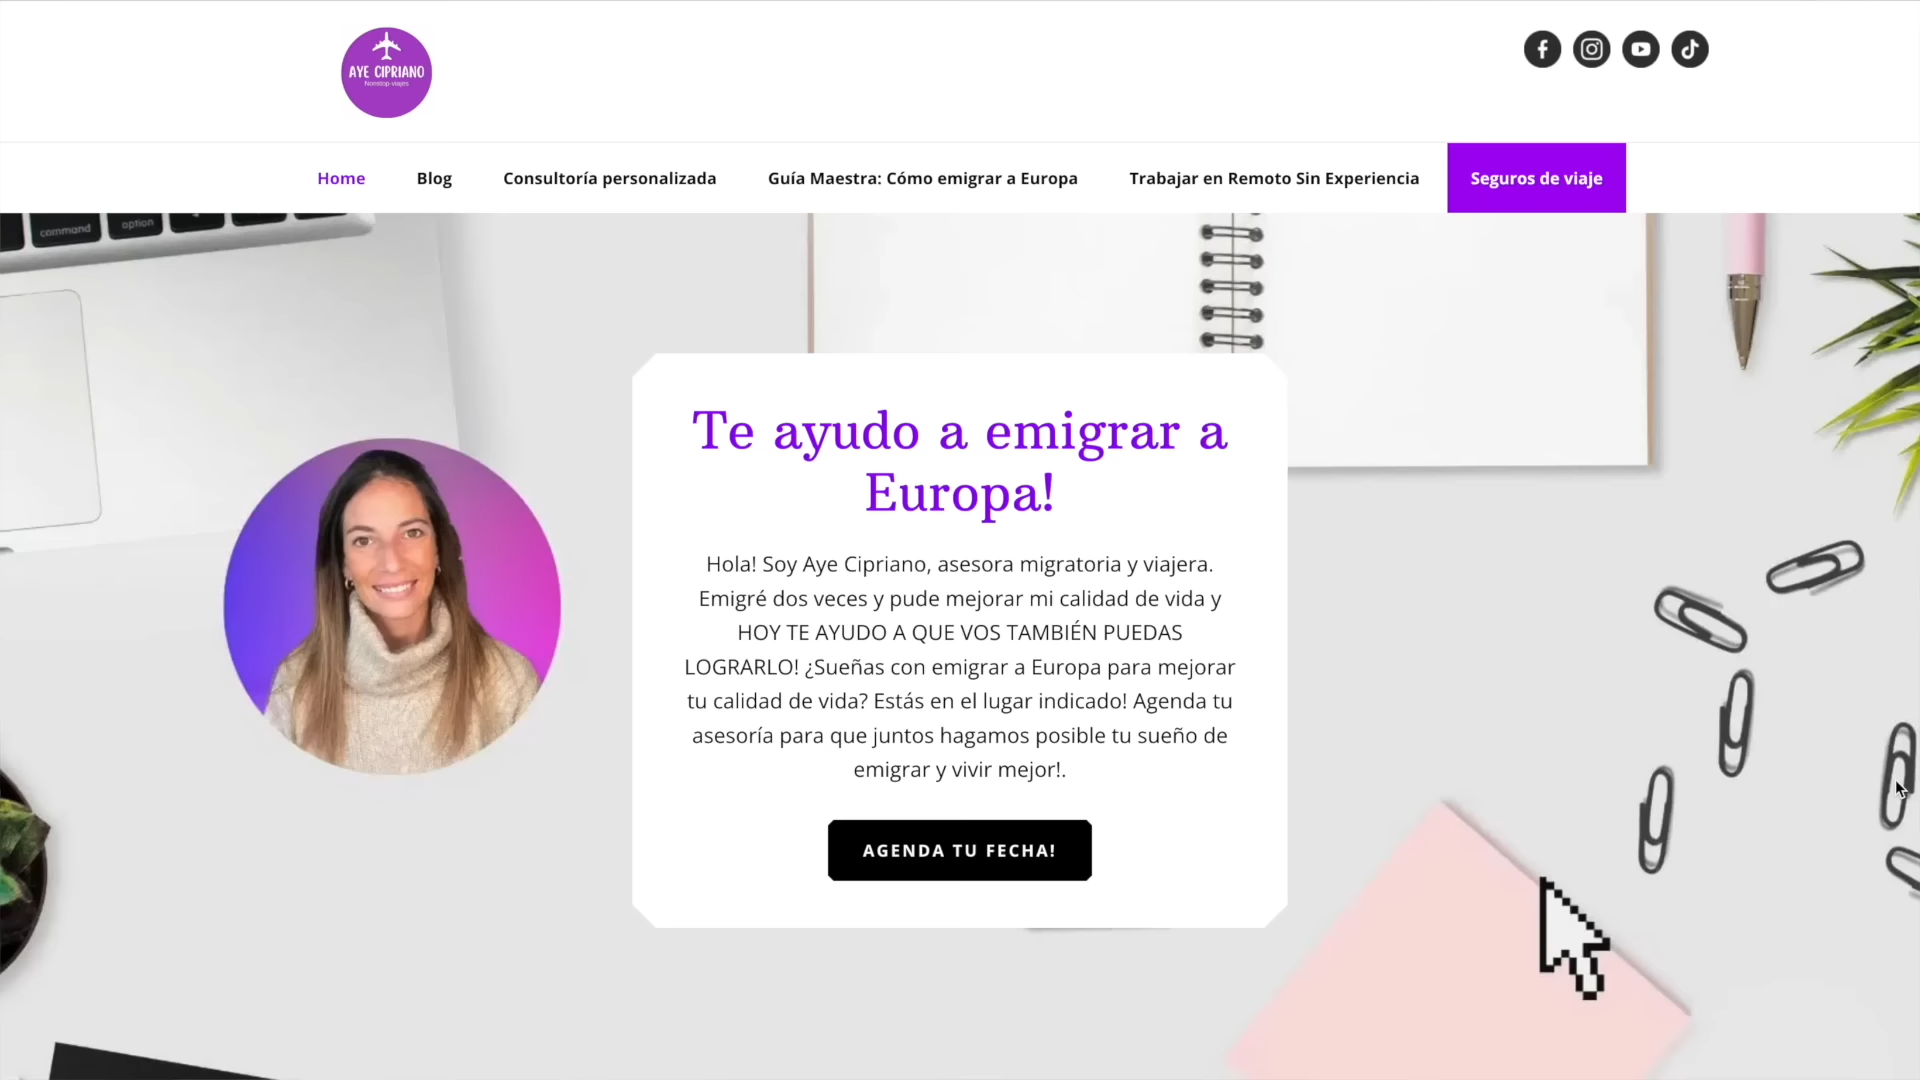 AYE CIPRIANO
Nonstop-viajes
Home Blog Consultoría personalizada Guía Maestra: Cómo emigrar a Europa Trabajar en Remoto Sin Experiencia Seguros de viaje
command option
Te ayudo a emigrar a
Europa!
Hola! Soy Aye Cipriano, asesora migratoria y viajera.
Emigré dos veces y pude mejorar mi calidad de vida y
HOY TE AYUDO A QUE VOS TAMBIÉN PUEDAS
LOGRARLO! ¿Sueñas con emigrar a Europa para mejorar
tu calidad de vida? Estás en el lugar indicado! Agenda tu
asesoría para que juntos hagamos posible tu sueño de
emigrar y vivir mejor!.
AGENDA TU FECHA!